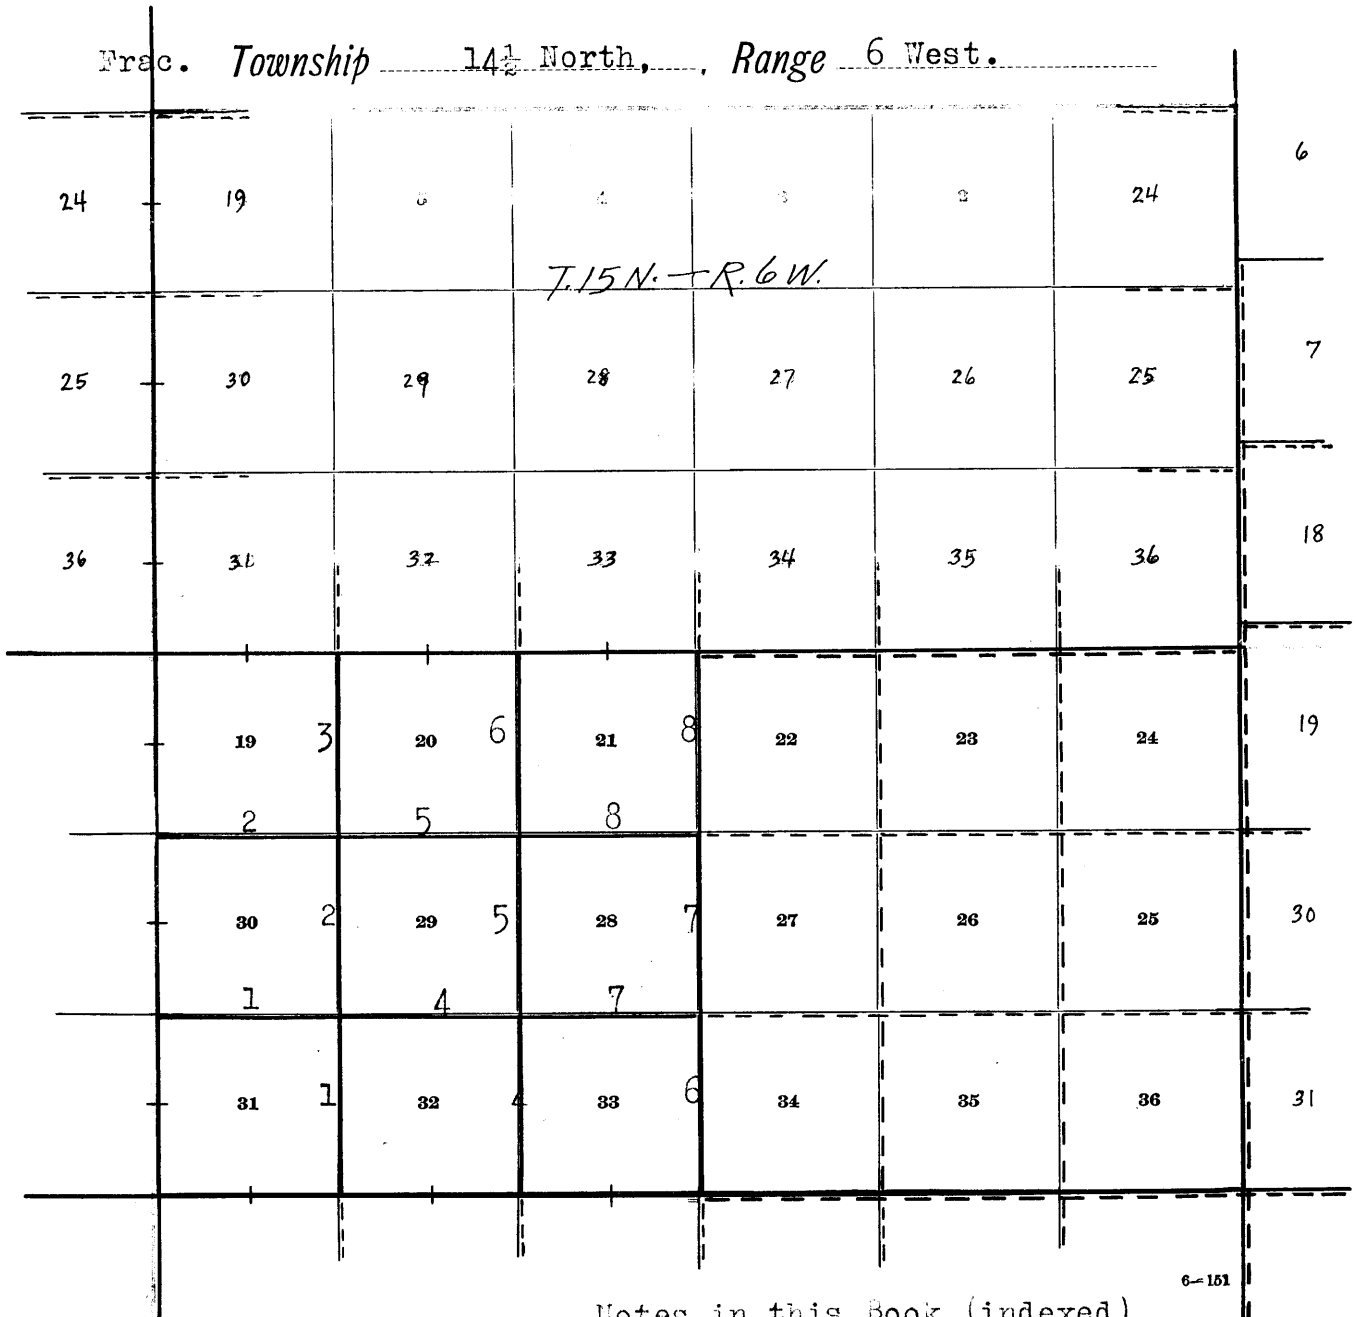 Frac. Township 14½ North, , Range 6 West.
6
24 19 24
T.15N.—R.6W.
7
25 30 29 28 27 26 25
18
36 31 32 33 34 35 36
19
19 3 20 6 21 8 22 23 24
2 5 8
30 2 29 5 28 7 27 26 25 30
1 4 7
31 1 32 4 33 6 34 35 36 31
6—151
Notes in this Book (indexed)